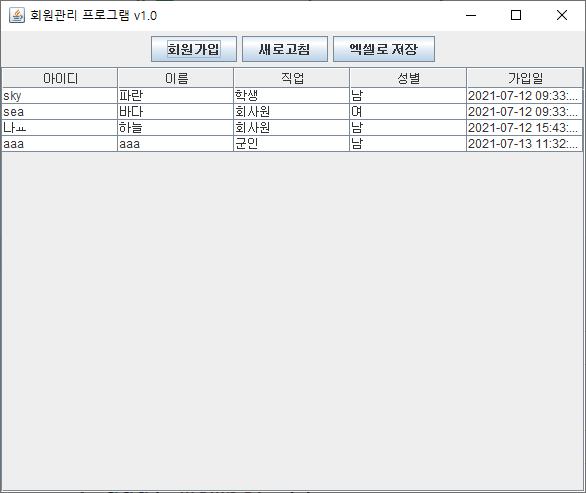 회원관리 프로그램 v1.0
회원가입 새로고침 엑셀로 저장
아이디 이름 직업 성별 가입일
sky 파란 학생 남 2021-07-12 09:33:...
sea 바다 회사원 여 2021-07-12 09:33:...
나ㅛ 하늘 회사원 남 2021-07-12 15:43:...
aaa aaa 군인 남 2021-07-13 11:32:...